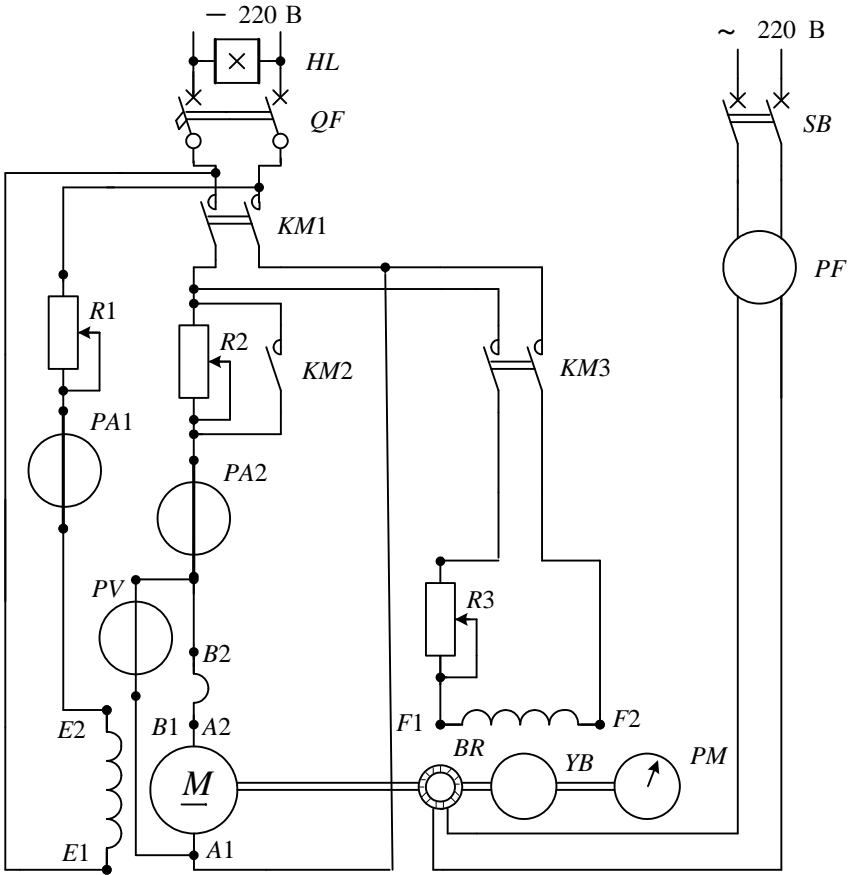 — 220 В
~ 220 В
HL
QF
SB
KM1
PF
R1
R2
KM2
KM3
PA1
PA2
PV
R3
B2
E2
B1 A2
F1
F2
BR
YB
PM
M
E1
A1